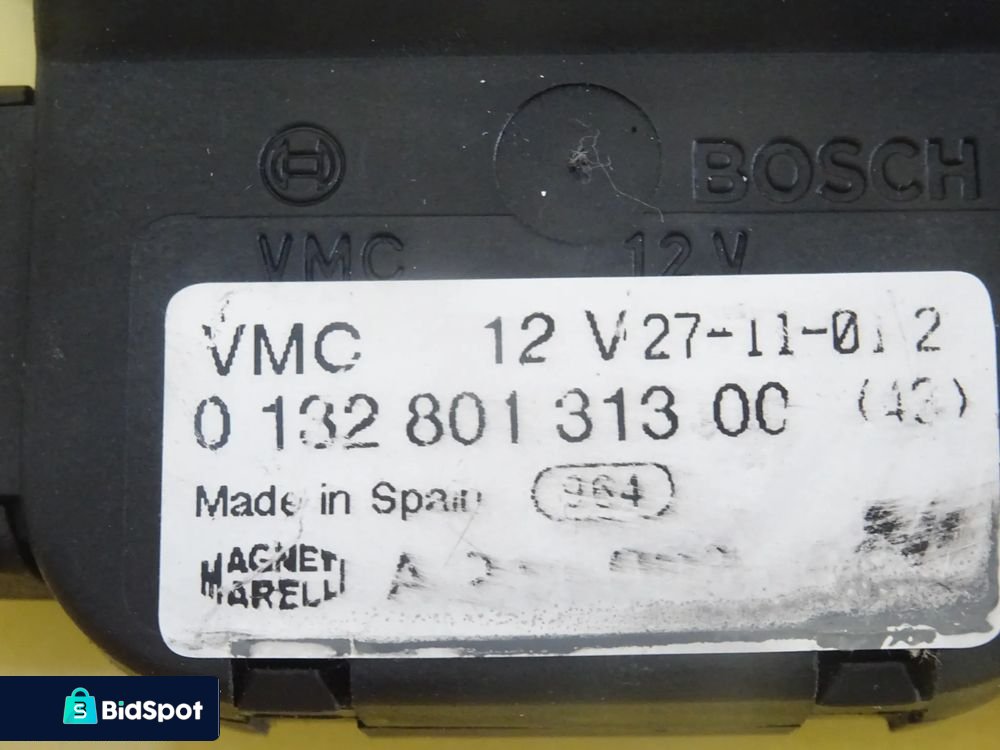 BOSCH
VMC 12 V
VMC 12 V 27-11-01 2
0 132 801 313 00 (43)
Made in Spain 964
MAGNETI MARELLI A
BidSpot